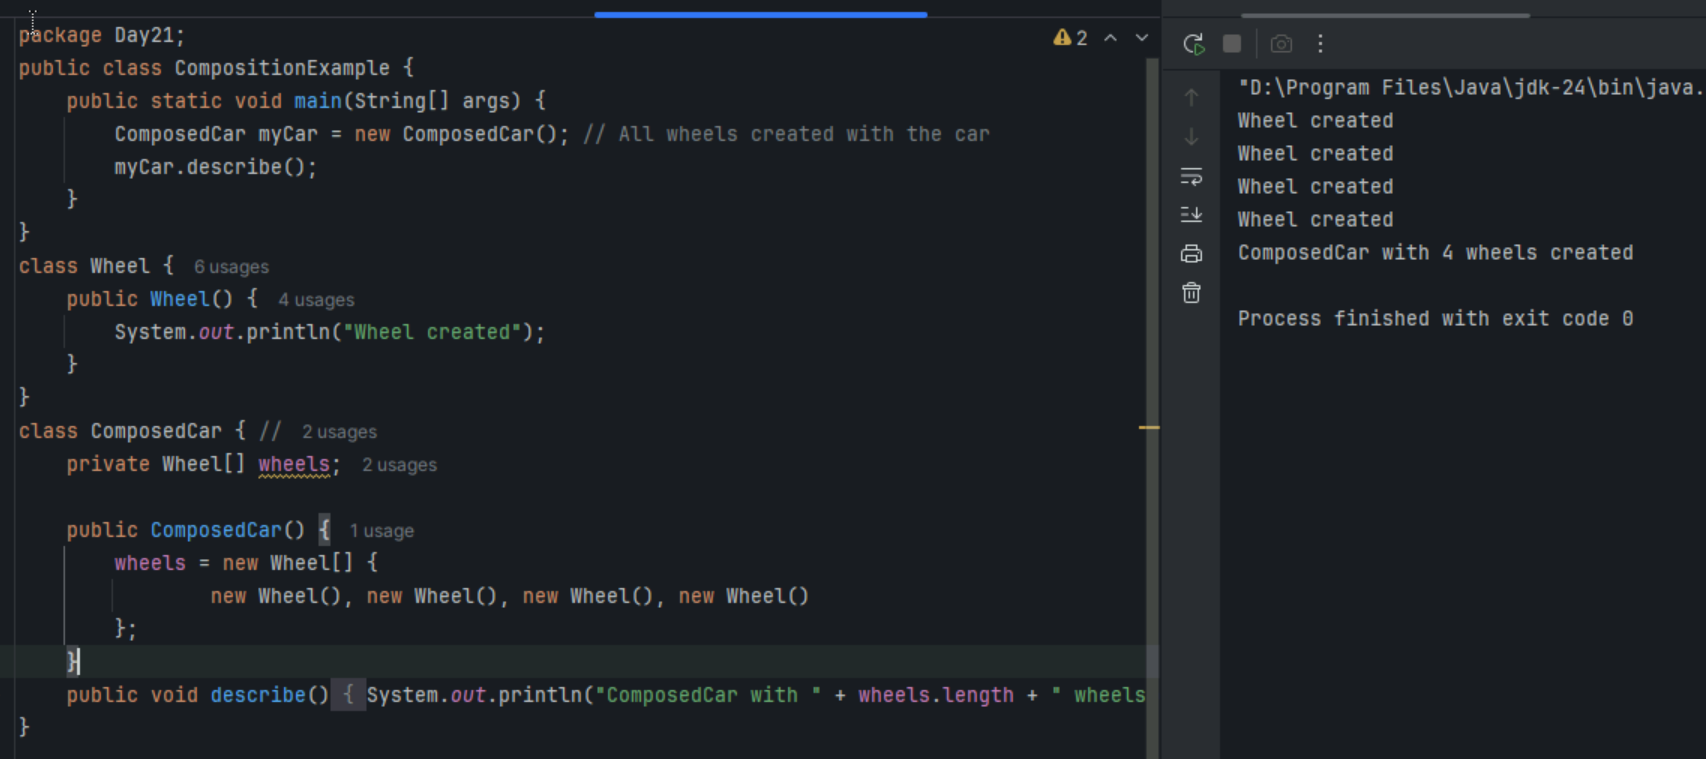 package Day21;
2
public class CompositionExample {
public static void main(String[] args) {
ComposedCar myCar = new ComposedCar(); // All wheels created with the car
myCar.describe();
}
}
class Wheel { 6 usages
public Wheel() { 4 usages
System.out.println("Wheel created");
}
}
class ComposedCar { // 2 usages
private Wheel[] wheels; 2 usages
public ComposedCar() { 1 usage
wheels = new Wheel[] {
new Wheel(), new Wheel(), new Wheel(), new Wheel()
};
}
public void describe() { System.out.println("ComposedCar with " + wheels.length + " wheels
}
"D:\Program Files\Java\jdk-24\bin\java.
Wheel created
Wheel created
Wheel created
Wheel created
ComposedCar with 4 wheels created
Process finished with exit code 0